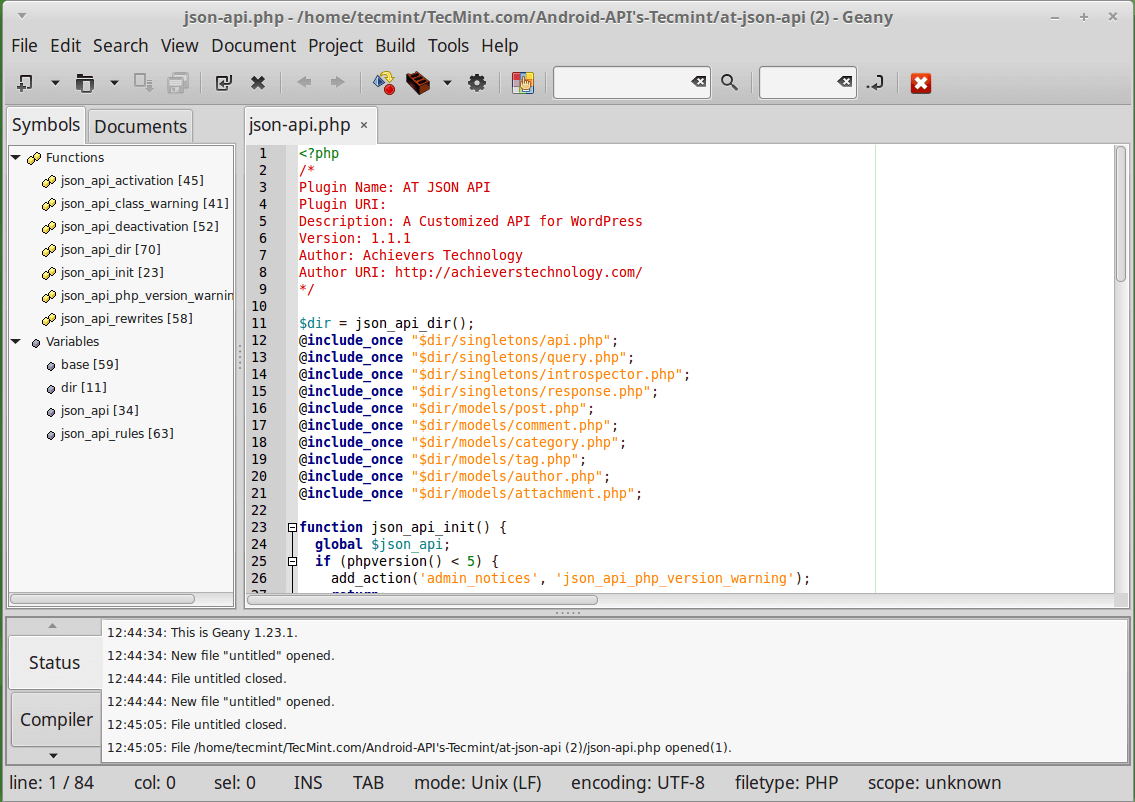 json-api.php - /home/tecmint/TecMint.com/Android-API's-Tecmint/at-json-api (2) - Geany
File Edit Search View Document Project Build Tools Help
Symbols Documents
Functions
json_api_activation [45]
json_api_class_warning [41]
json_api_deactivation [52]
json_api_dir [70]
json_api_init [23]
json_api_php_version_warnin
json_api_rewrites [58]
Variables
base [59]
dir [11]
json_api [34]
json_api_rules [63]
json-api.php ×
1 <?php
2 /*
3 Plugin Name: AT JSON API
4 Plugin URI:
5 Description: A Customized API for WordPress
6 Version: 1.1.1
7 Author: Achievers Technology
8 Author URI: http://achieverstechnology.com/
9 */
10
11 $dir = json_api_dir();
12 @include_once "$dir/singletons/api.php";
13 @include_once "$dir/singletons/query.php";
14 @include_once "$dir/singletons/introspector.php";
15 @include_once "$dir/singletons/response.php";
16 @include_once "$dir/models/post.php";
17 @include_once "$dir/models/comment.php";
18 @include_once "$dir/models/category.php";
19 @include_once "$dir/models/tag.php";
20 @include_once "$dir/models/author.php";
21 @include_once "$dir/models/attachment.php";
22
23 function json_api_init() {
24 global $json_api;
25 if (phpversion() < 5) {
26 add_action('admin_notices', 'json_api_php_version_warning');
Status
Compiler
12:44:34: This is Geany 1.23.1.
12:44:34: New file "untitled" opened.
12:44:44: File untitled closed.
12:44:44: New file "untitled" opened.
12:45:05: File untitled closed.
12:45:05: File /home/tecmint/TecMint.com/Android-API's-Tecmint/at-json-api (2)/json-api.php opened(1).
line: 1 / 84 col: 0 sel: 0 INS TAB mode: Unix (LF) encoding: UTF-8 filetype: PHP scope: unknown